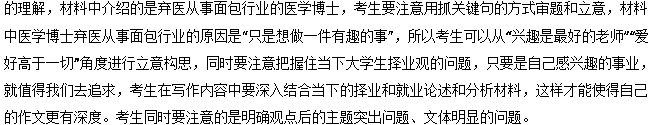 的理解，材料中介绍的是弃医从事面包行业的医学博士，考生要注意用抓关键句的方式审题和立意，材料
中医学博士弃医从事面包行业的原因是“只是想做一件有趣的事”，所以考生可以从“兴趣是最好的老师”“爱
好高于一切”角度进行立意构思，同时要注意把握住当下大学生择业观的问题，只要是自己感兴趣的事业，
就值得我们去追求，考生在写作内容中要深入结合当下的择业和就业论述和分析材料，这样才能使得自己
的作文更有深度。考生同时要注意的是明确观点后的主题突出问题、文体明显的问题。